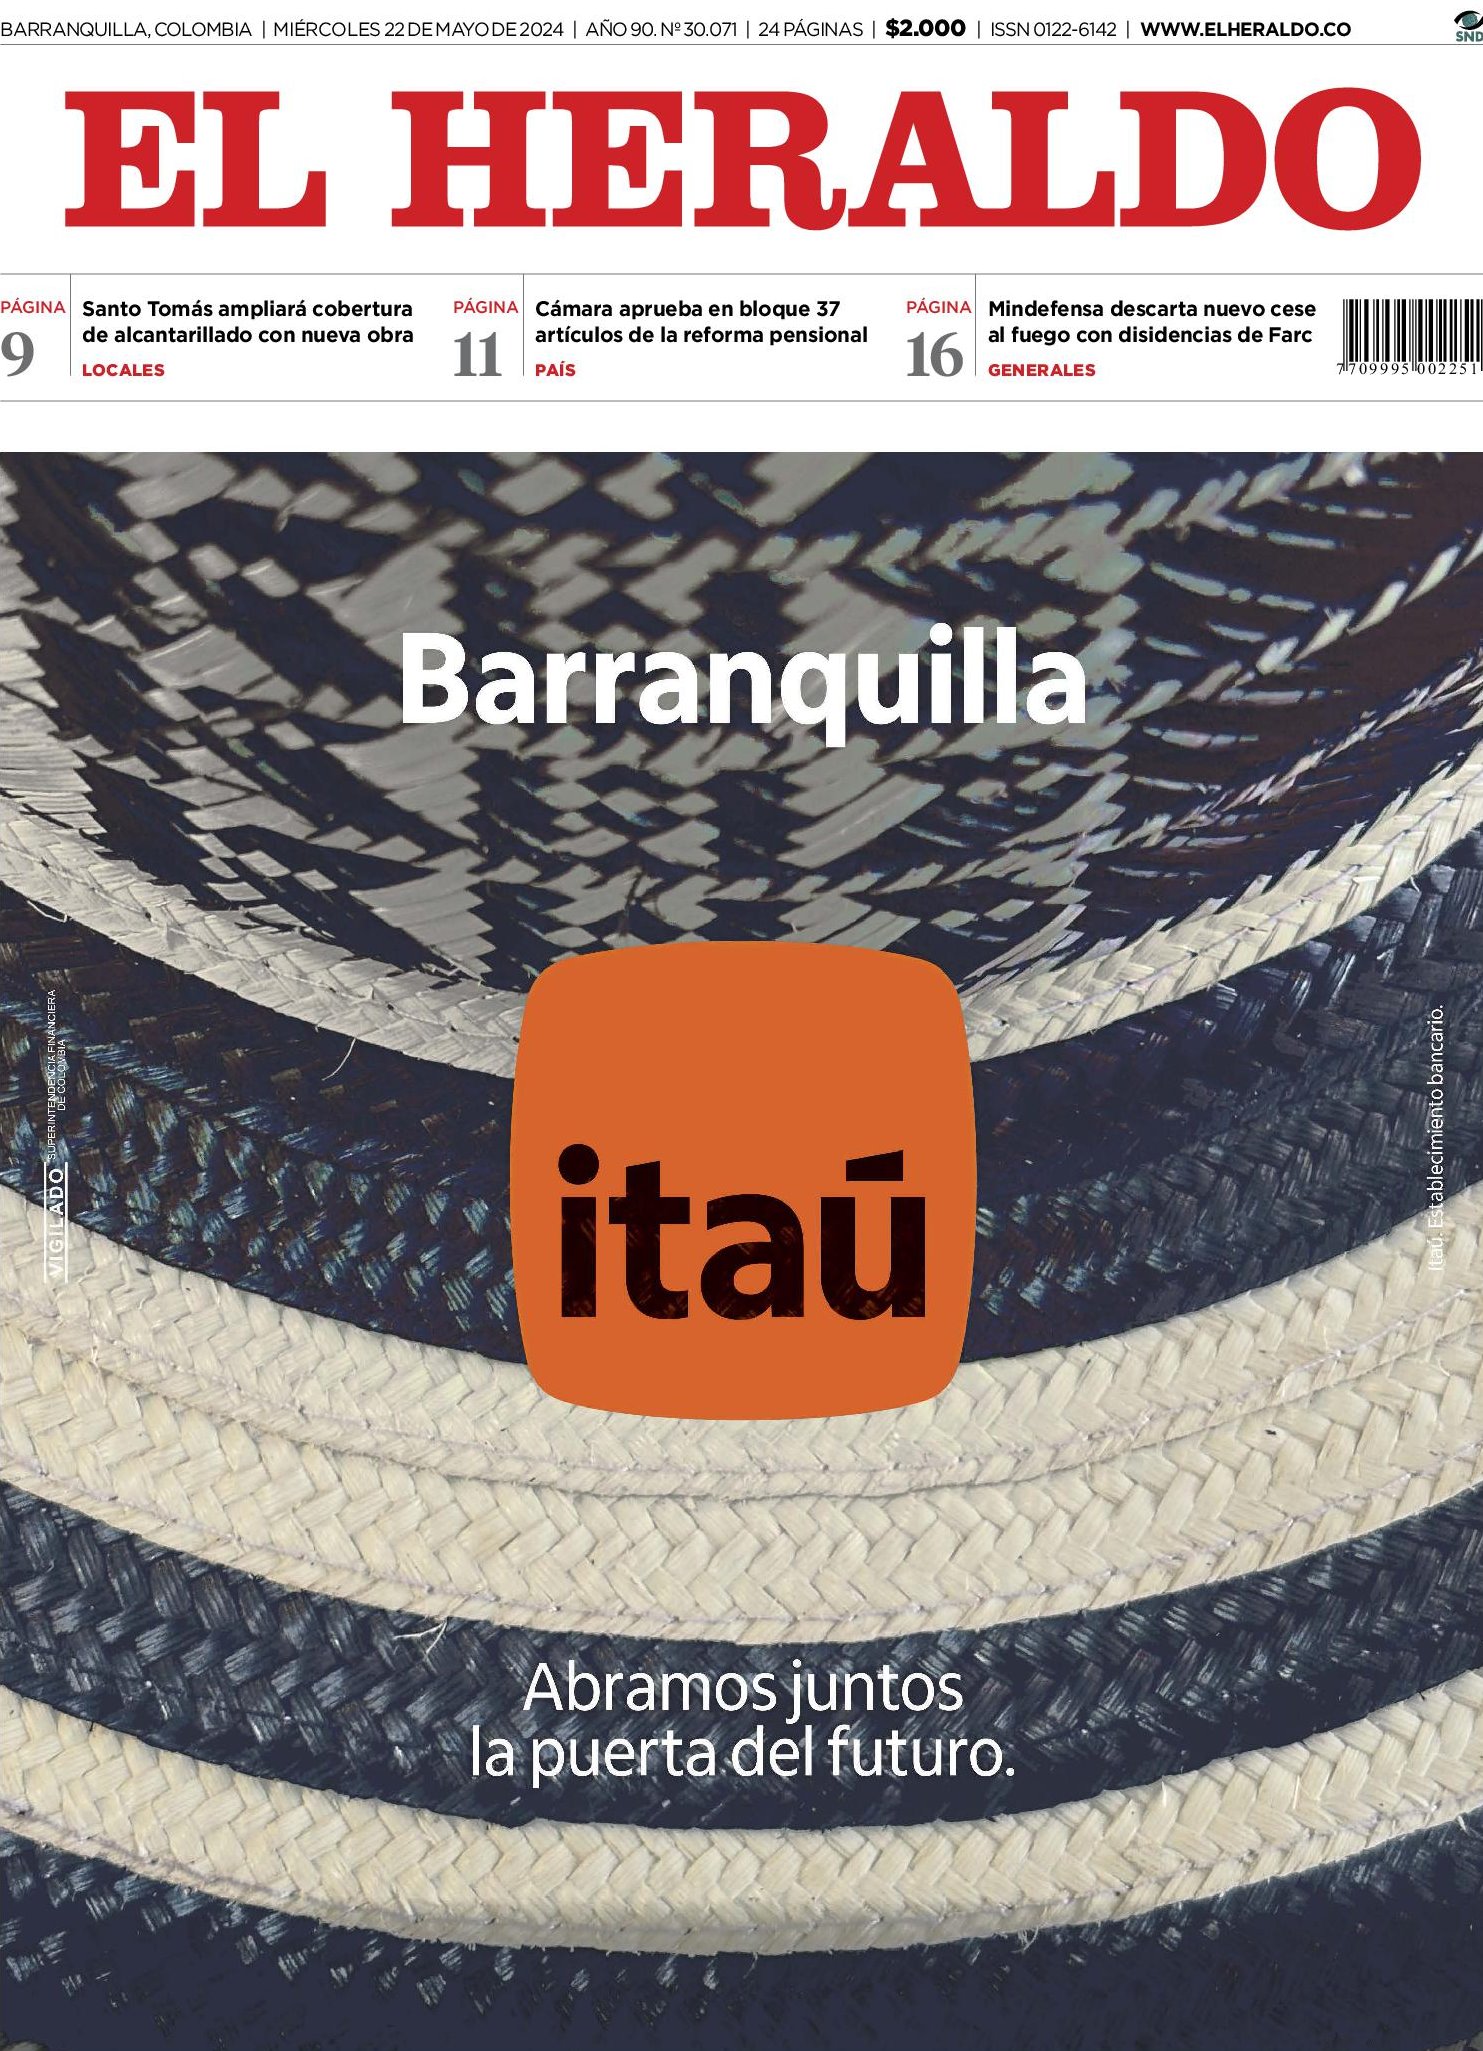 BARRANQUILLA, COLOMBIA | MIÉRCOLES 22 DE MAYO DE 2024 | AÑO 90. Nº 30.071 | 24 PÁGINAS | $2.000 | ISSN 0122-6142 | WWW.ELHERALDO.CO
SND
EL HERALDO
PÁGINA
9
Santo Tomás ampliará cobertura
de alcantarillado con nueva obra
LOCALES
PÁGINA
11
Cámara aprueba en bloque 37
artículos de la reforma pensional
PAÍS
PÁGINA
16
Mindefensa descarta nuevo cese
al fuego con disidencias de Farc
GENERALES
7709995002251
Barranquilla
itaú
VIGILADO
SUPERINTENDENCIA FINANCIERA
DE COLOMBIA
Itaú. Establecimiento bancario.
Abramos juntos
la puerta del futuro.